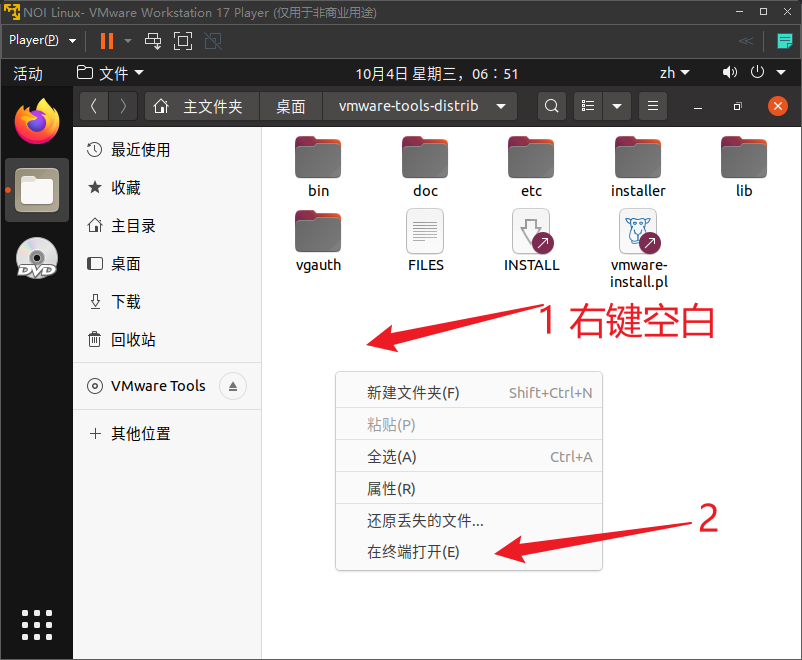 NOI Linux- VMware Workstation 17 Player (仅用于非商业用途)
Player(P)
活动 文件 10月4日 星期三，06：51 zh
主文件夹 桌面 vmware-tools-distrib
最近使用
收藏
主目录
桌面
下载
回收站
VMware Tools
其他位置
bin doc etc installer lib
vgauth FILES INSTALL vmware-
install.pl
1 右键空白
新建文件夹(F) Shift+Ctrl+N
粘贴(P)
全选(A) Ctrl+A
属性(R)
还原丢失的文件...
在终端打开(E)
2
DVD